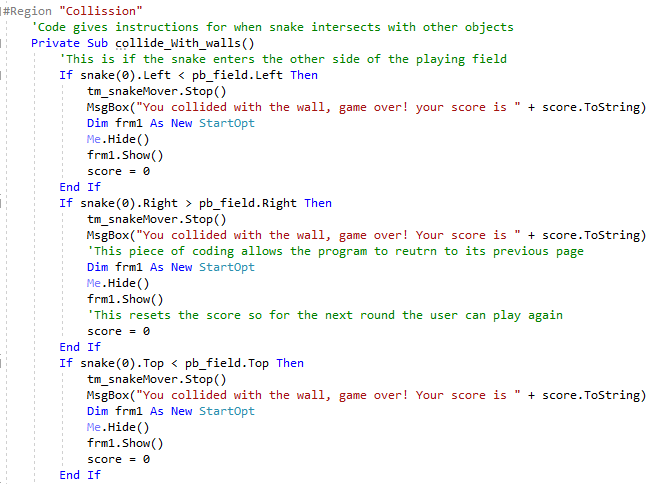 #Region "Collission"
'Code gives instructions for when snake intersects with other objects
Private Sub collide_With_walls()
'This is if the snake enters the other side of the playing field
If snake(0).Left < pb_field.Left Then
tm_snakeMover.Stop()
MsgBox("You collided with the wall, game over! your score is " + score.ToString)
Dim frm1 As New StartOpt
Me.Hide()
frm1.Show()
score = 0
End If
If snake(0).Right > pb_field.Right Then
tm_snakeMover.Stop()
MsgBox("You collided with the wall, game over! Your score is " + score.ToString)
'This piece of coding allows the program to reutrn to its previous page
Dim frm1 As New StartOpt
Me.Hide()
frm1.Show()
'This resets the score so for the next round the user can play again
score = 0
End If
If snake(0).Top < pb_field.Top Then
tm_snakeMover.Stop()
MsgBox("You collided with the wall, game over! Your score is " + score.ToString)
Dim frm1 As New StartOpt
Me.Hide()
frm1.Show()
score = 0
End If